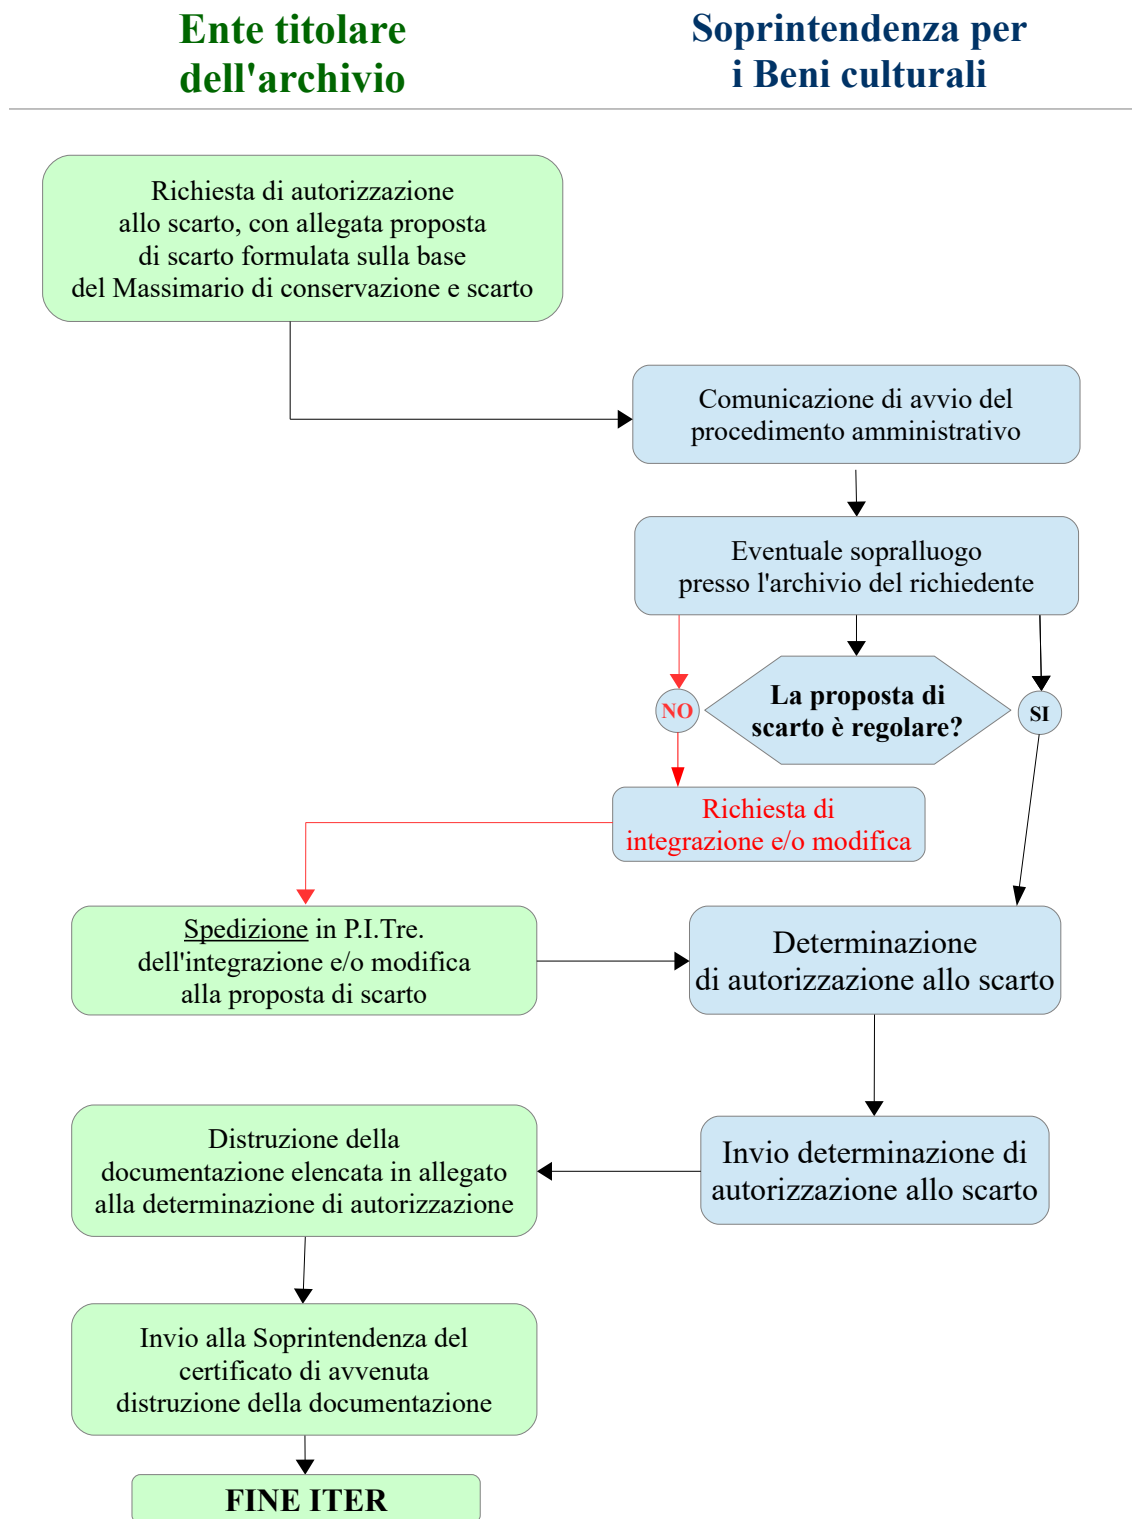 Ente titolare
dell'archivio
Soprintendenza per
i Beni culturali
Richiesta di autorizzazione
allo scarto, con allegata proposta
di scarto formulata sulla base
del Massimario di conservazione e scarto
Comunicazione di avvio del
procedimento amministrativo
Eventuale sopralluogo
presso l'archivio del richiedente
NO
La proposta di
scarto è regolare?
SI
Richiesta di
integrazione e/o modifica
Spedizione in P.I.Tre.
dell'integrazione e/o modifica
alla proposta di scarto
Determinazione
di autorizzazione allo scarto
Invio determinazione di
autorizzazione allo scarto
Distruzione della
documentazione elencata in allegato
alla determinazione di autorizzazione
Invio alla Soprintendenza del
certificato di avvenuta
distruzione della documentazione
FINE ITER